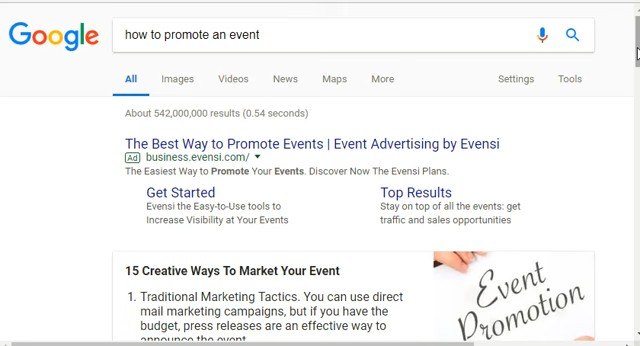 Google
how to promote an event
All Images Videos News Maps More Settings Tools
About 542,000,000 results (0.54 seconds)
The Best Way to Promote Events | Event Advertising by Evensi
Ad business.evensi.com/
The Easiest Way to Promote Your Events. Discover Now The Evensi Plans.
Get Started
Evensi the Easy-to-Use tools to
Increase Visibility at Your Events
Top Results
Stay on top of all the events: get
traffic and sales opportunities
15 Creative Ways To Market Your Event
1. Traditional Marketing Tactics. You can use direct
mail marketing campaigns, but if you have the
budget, press releases are an effective way to
announce the event.
Event
Promotion